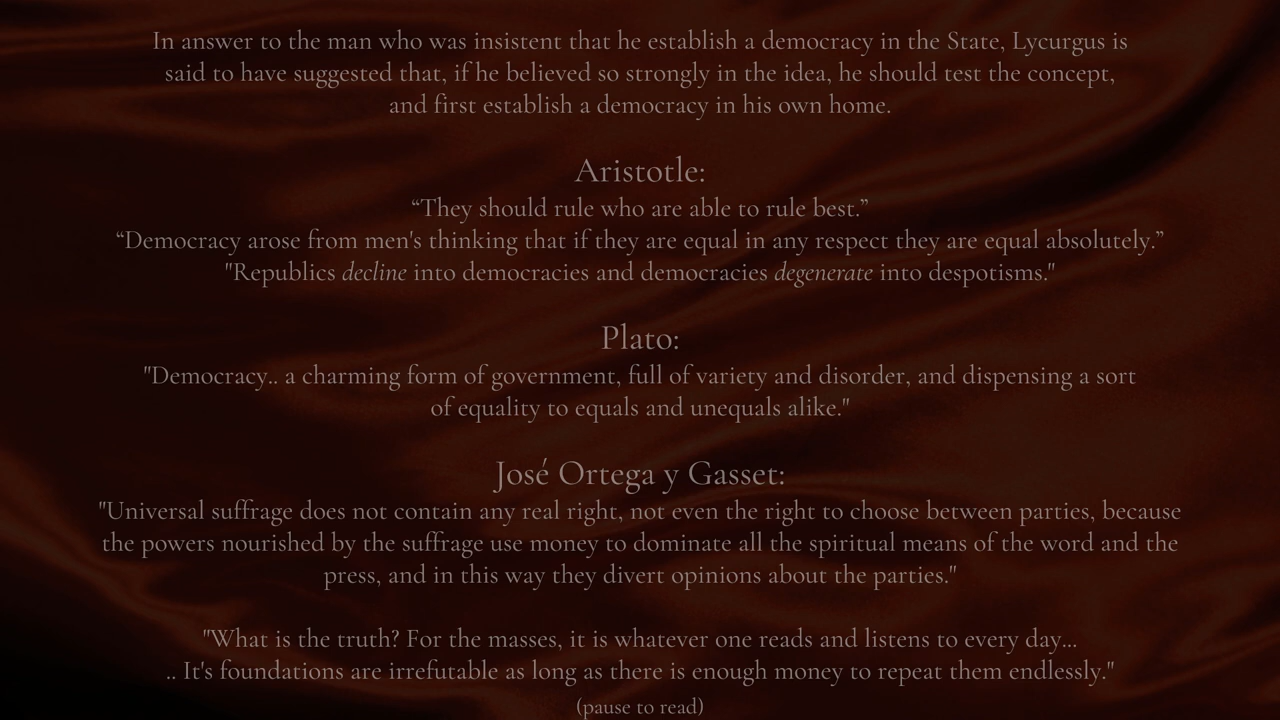 In answer to the man who was insistent that he establish a democracy in the State, Lycurgus is
said to have suggested that, if he believed so strongly in the idea, he should test the concept,
and first establish a democracy in his own home.
Aristotle:
“They should rule who are able to rule best.”
“Democracy arose from men's thinking that if they are equal in any respect they are equal absolutely.”
"Republics decline into democracies and democracies degenerate into despotisms."
Plato:
"Democracy.. a charming form of government, full of variety and disorder, and dispensing a sort
of equality to equals and unequals alike."
José Ortega y Gasset:
"Universal suffrage does not contain any real right, not even the right to choose between parties, because
the powers nourished by the suffrage use money to dominate all the spiritual means of the word and the
press, and in this way they divert opinions about the parties."
"What is the truth? For the masses, it is whatever one reads and listens to every day...
.. It's foundations are irrefutable as long as there is enough money to repeat them endlessly."
(pause to read)